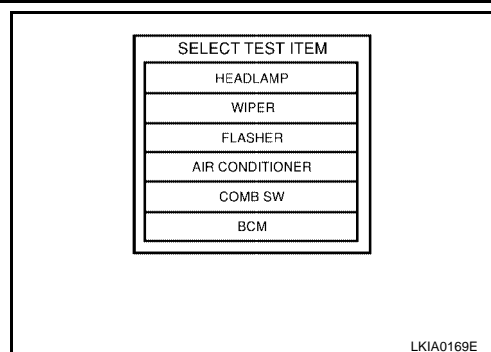 SELECT TEST ITEM
HEADLAMP
WIPER
FLASHER
AIR CONDITIONER
COMB SW
BCM
LKIA0169E